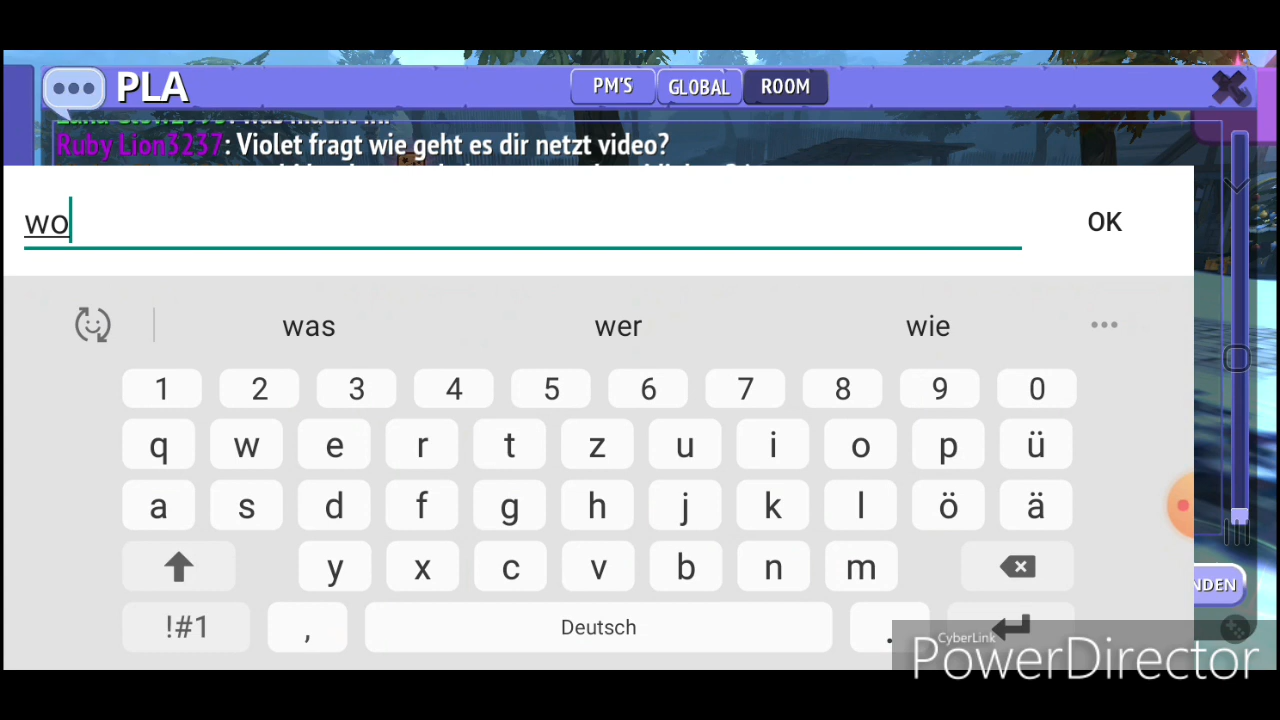 PLA PM'S GLOBAL ROOM
Ruby Lion3237: Violet fragt wie geht es dir netzt video?
wo OK
was wer wie
1 2 3 4 5 6 7 8 9 0
q w e r t z u i o p ü
a s d f g h j k l ö ä
y x c v b n m
NDEN
!#1 , Deutsch .
CyberLink
PowerDirector